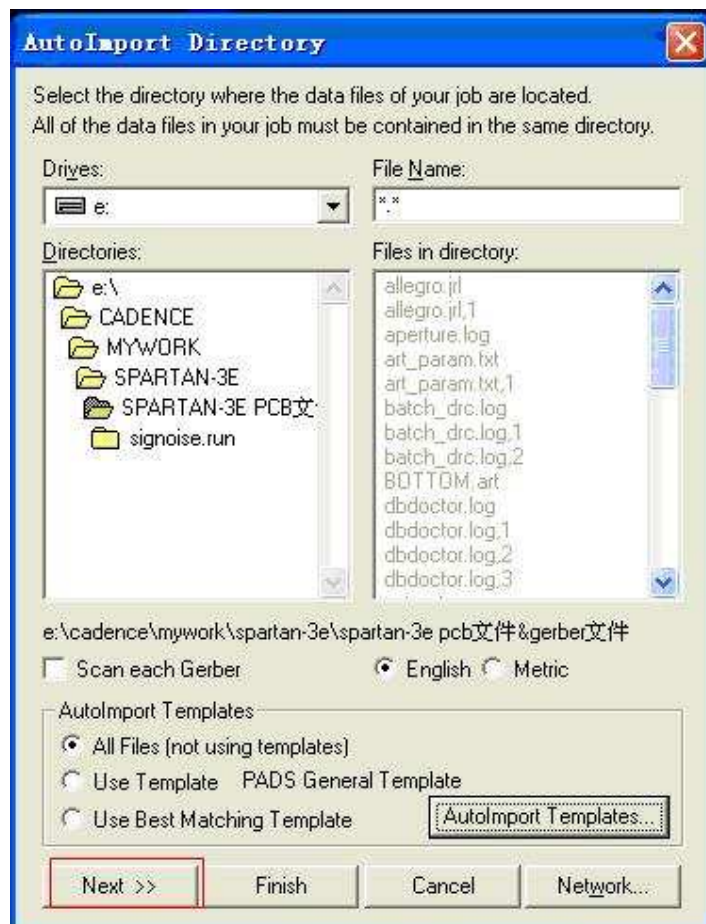 AutoImport Directory
Select the directory where the data files of your job are located.
All of the data files in your job must be contained in the same directory.
Drives:
e:
File Name:
*.*
Directories:
e:\
CADENCE
MYWORK
SPARTAN-3E
SPARTAN-3E PCB文
signoise.run
Files in directory:
allegro.jrl
allegro.jrl,1
aperture.log
art_param.txt
art_param.txt,1
batch_drc.log
batch_drc.log,1
batch_drc.log,2
BOTTOM.art
dbdoctor.log
dbdoctor.log,1
dbdoctor.log,2
dbdoctor.log,3
e:\cadence\mywork\spartan-3e\spartan-3e pcb文件&gerber文件
Scan each Gerber
English
Metric
AutoImport Templates
All Files (not using templates)
Use Template PADS General Template
Use Best Matching Template
AutoImport Templates...
Next >>
Finish
Cancel
Network...